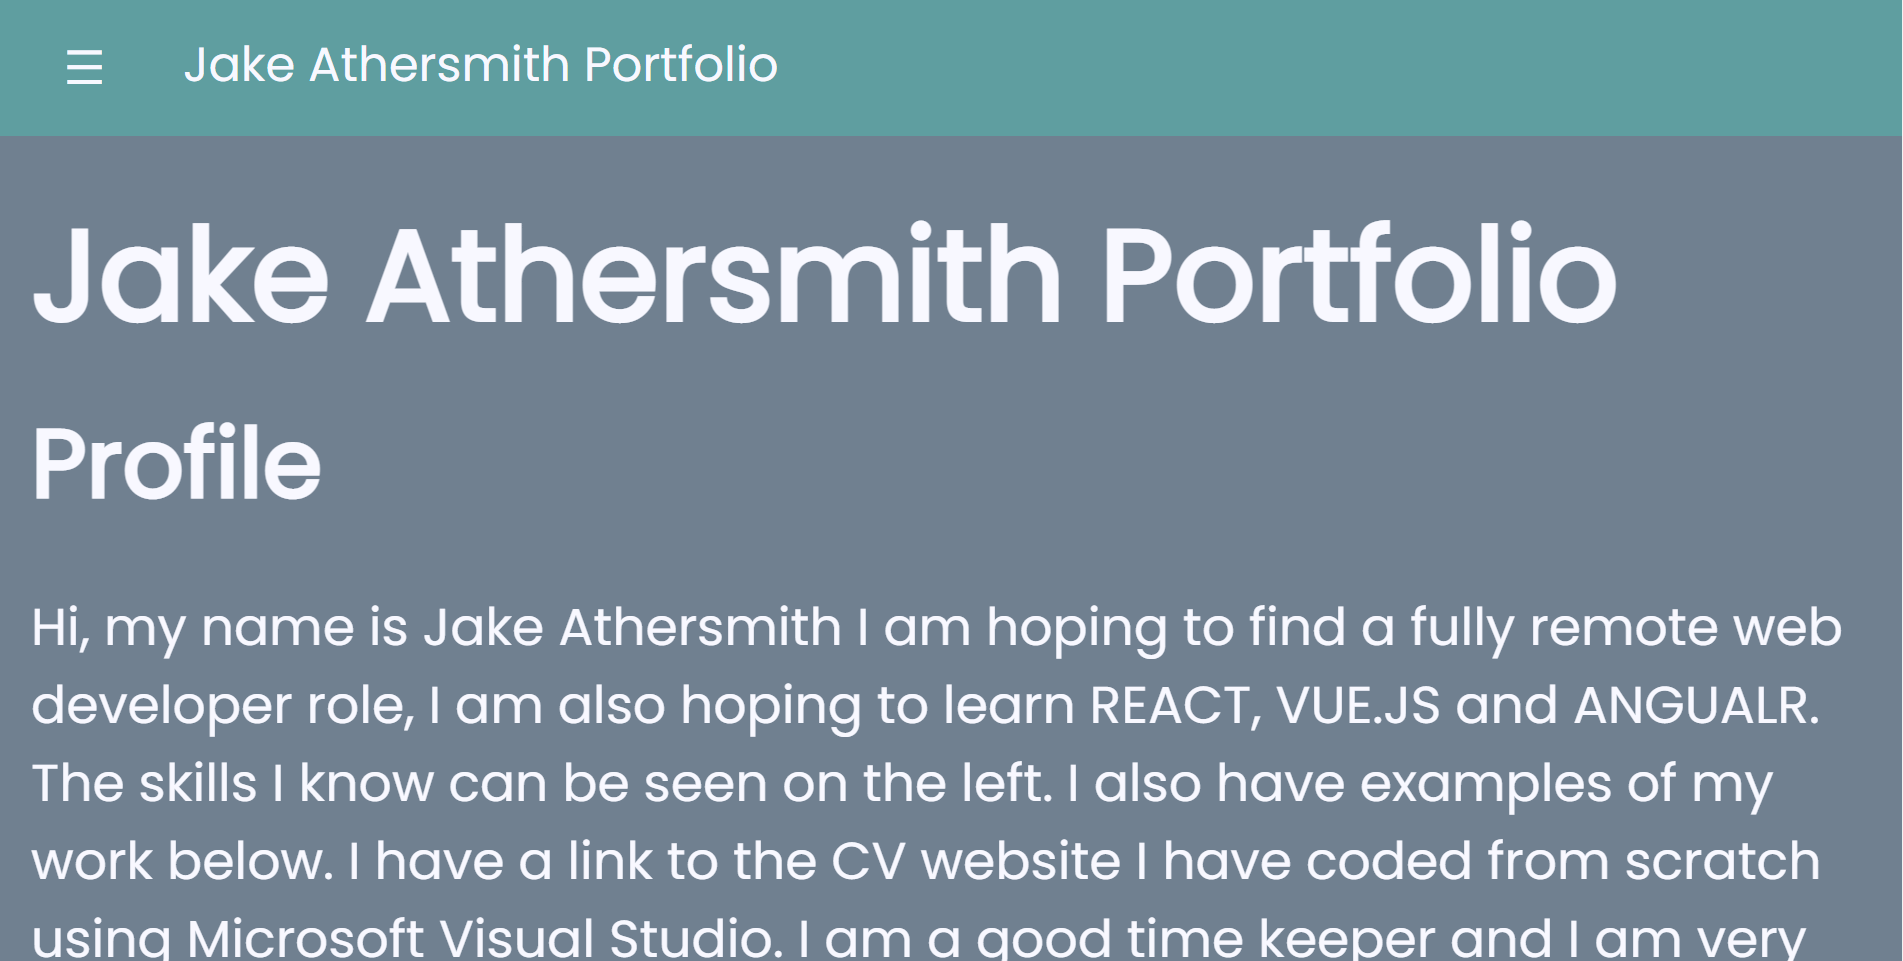 Jake Athersmith Portfolio
Jake Athersmith Portfolio
Profile
Hi, my name is Jake Athersmith I am hoping to find a fully remote web
developer role, I am also hoping to learn REACT, VUE.JS and ANGUALR.
The skills I know can be seen on the left. I also have examples of my
work below. I have a link to the CV website I have coded from scratch
using Microsoft Visual Studio. I am a good time keeper and I am very